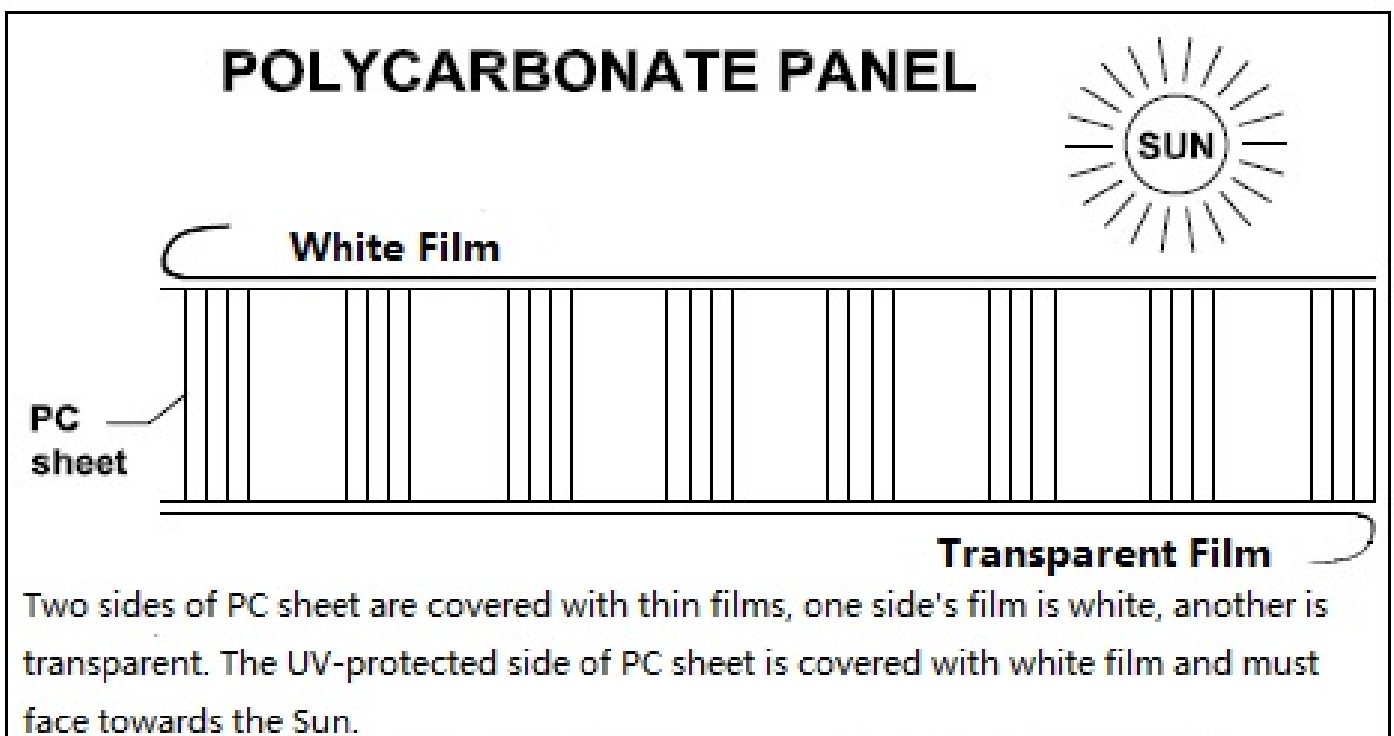 POLYCARBONATE PANEL
SUN
White Film
PC
sheet
Transparent Film
Two sides of PC sheet are covered with thin films, one side's film is white, another is
transparent. The UV-protected side of PC sheet is covered with white film and must
face towards the Sun.